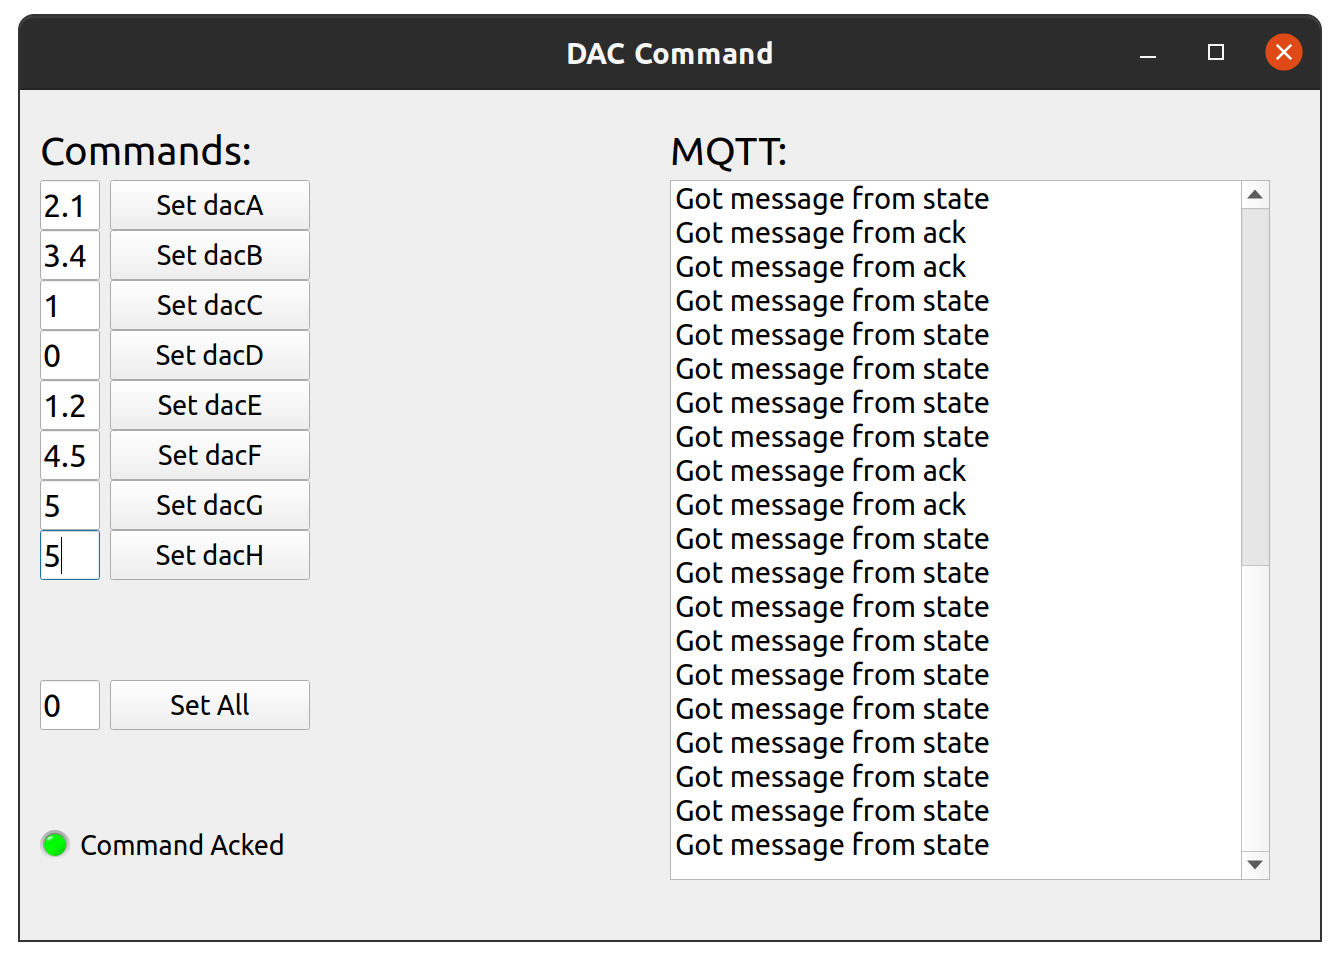 DAC Command
Commands:
2.1 Set dacA
3.4 Set dacB
1 Set dacC
0 Set dacD
1.2 Set dacE
4.5 Set dacF
5 Set dacG
5 Set dacH
0 Set All
Command Acked
MQTT:
Got message from state
Got message from ack
Got message from ack
Got message from state
Got message from state
Got message from state
Got message from state
Got message from state
Got message from ack
Got message from ack
Got message from state
Got message from state
Got message from state
Got message from state
Got message from state
Got message from state
Got message from state
Got message from state
Got message from state
Got message from state